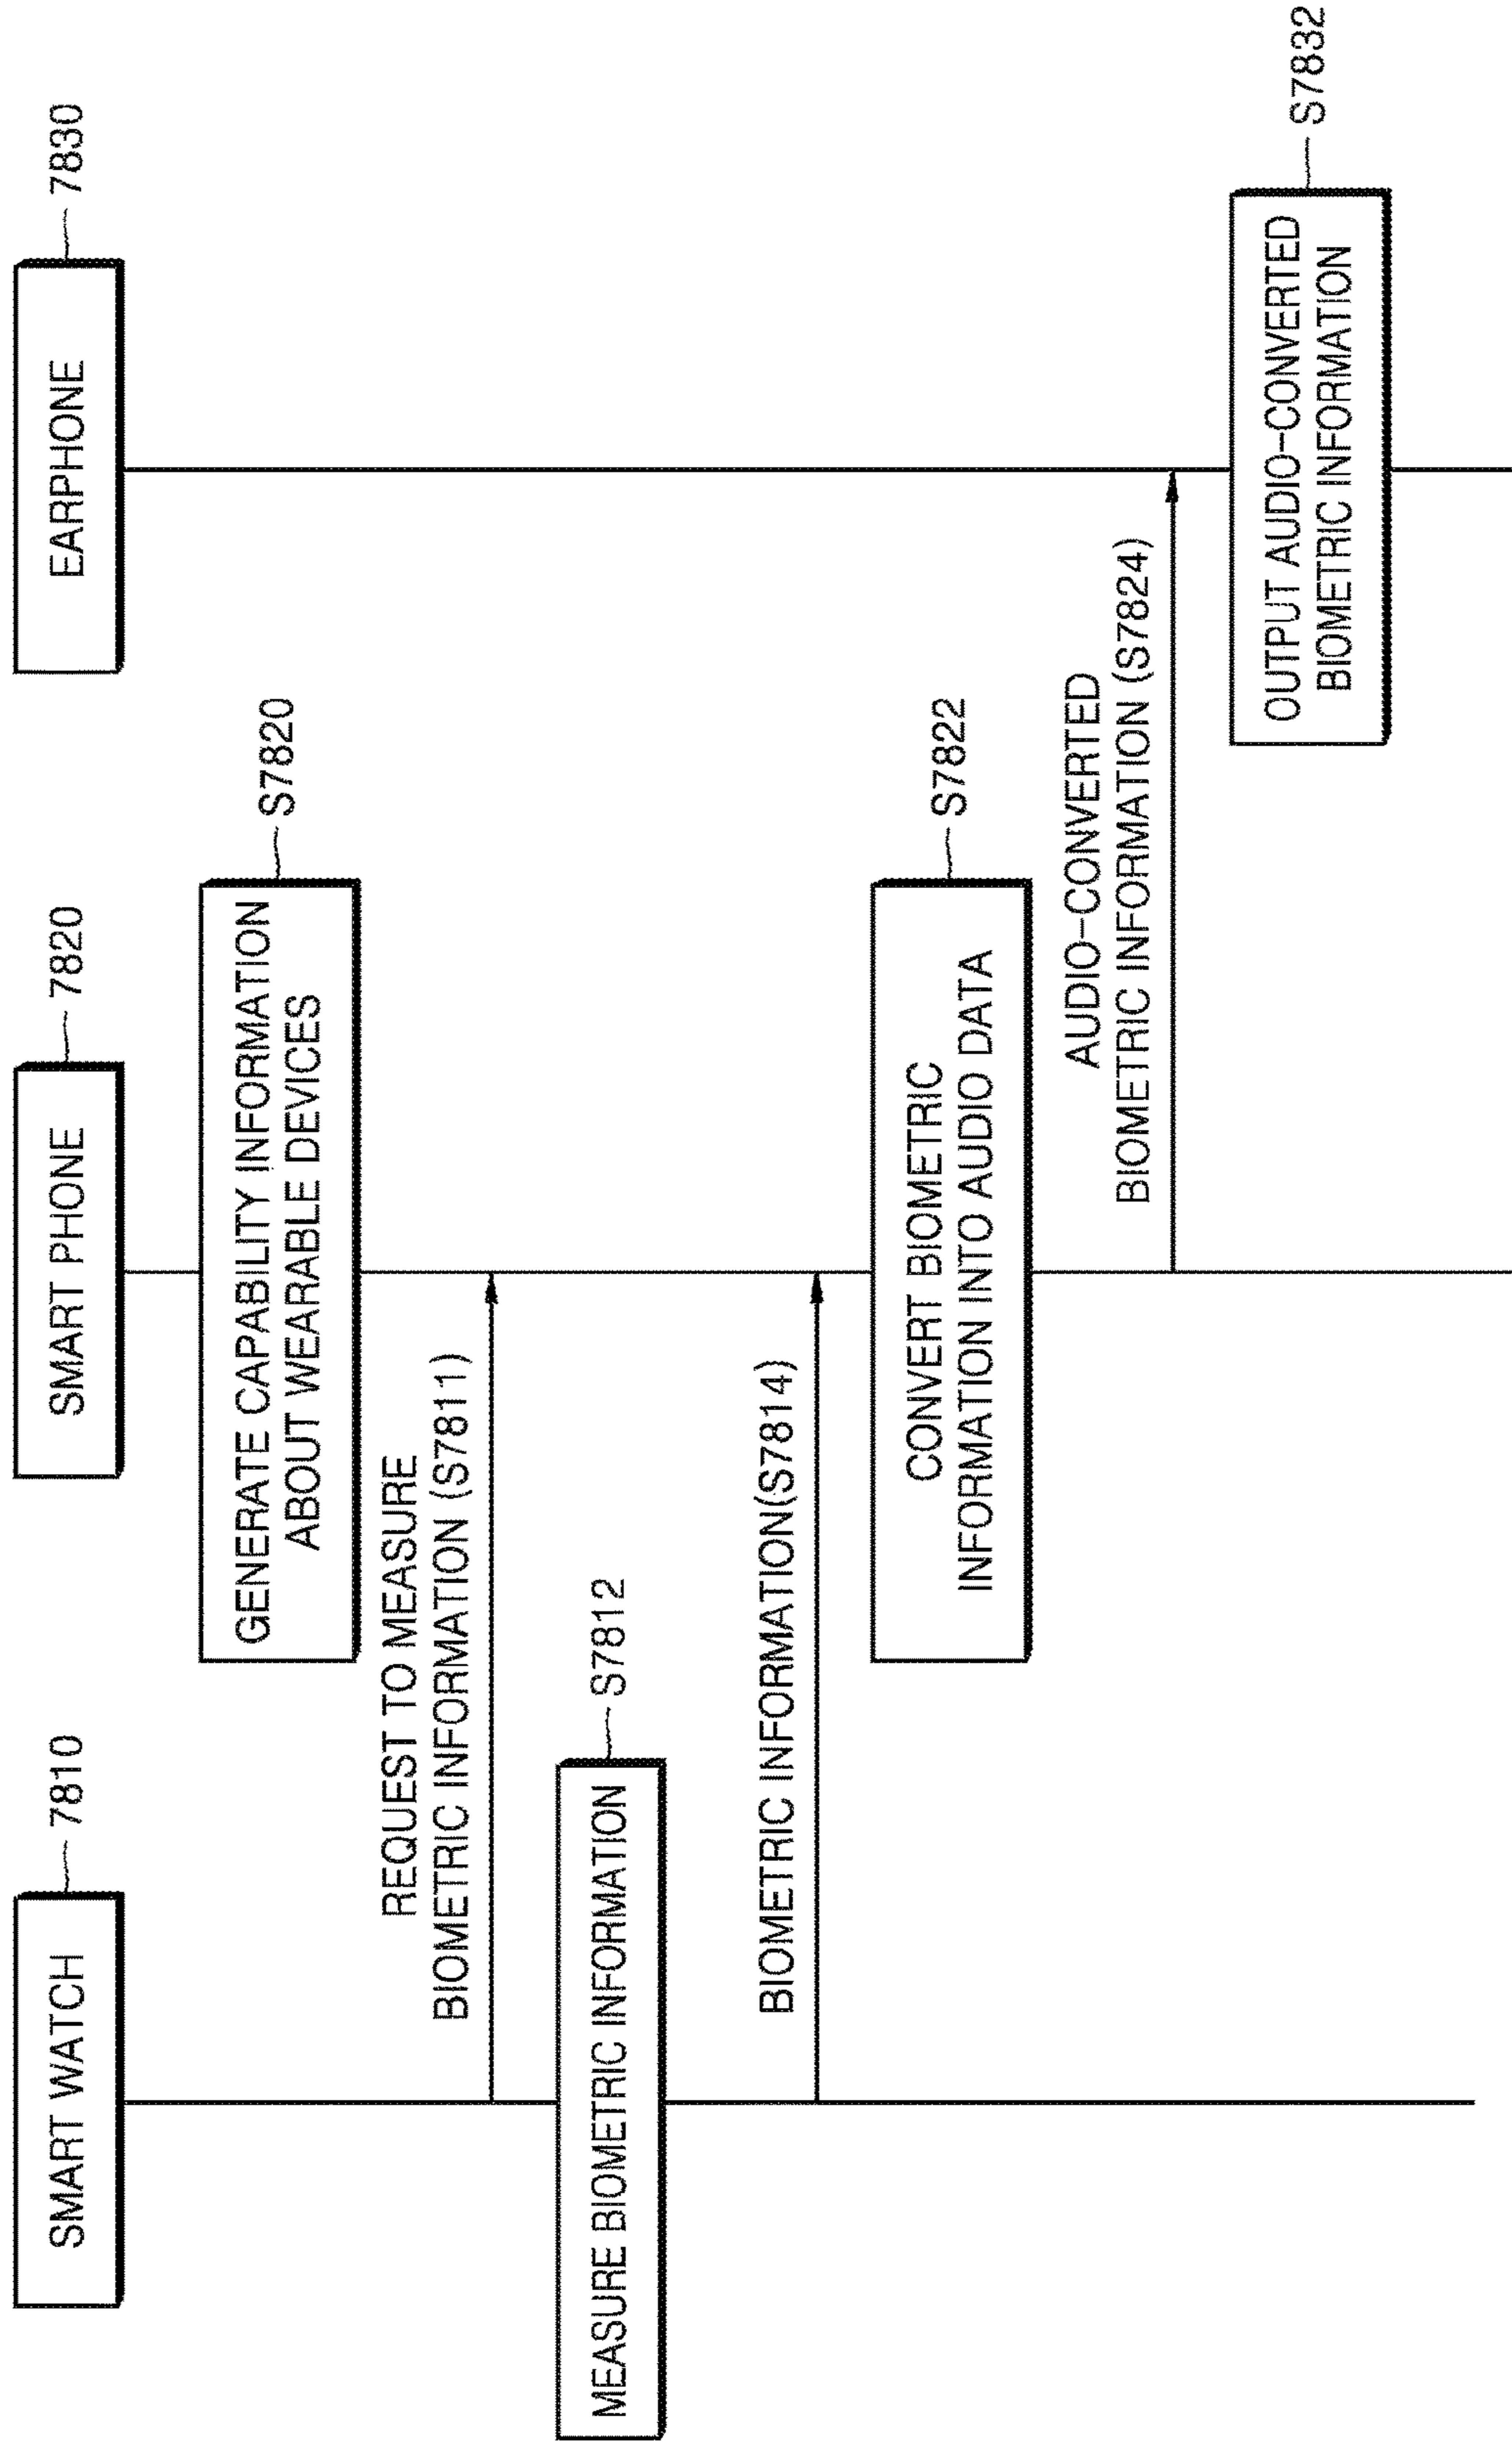 SMART WATCH
7810
SMART PHONE
7820
EARPHONE
7830
GENERATE CAPABILITY INFORMATION
ABOUT WEARABLE DEVICES
S7820
REQUEST TO MEASURE
BIOMETRIC INFORMATION (S7811)
MEASURE BIOMETRIC INFORMATION
S7812
BIOMETRIC INFORMATION(S7814)
CONVERT BIOMETRIC
INFORMATION INTO AUDIO DATA
S7822
AUDIO-CONVERTED
BIOMETRIC INFORMATION (S7824)
OUTPUT AUDIO-CONVERTED
BIOMETRIC INFORMATION
S7832